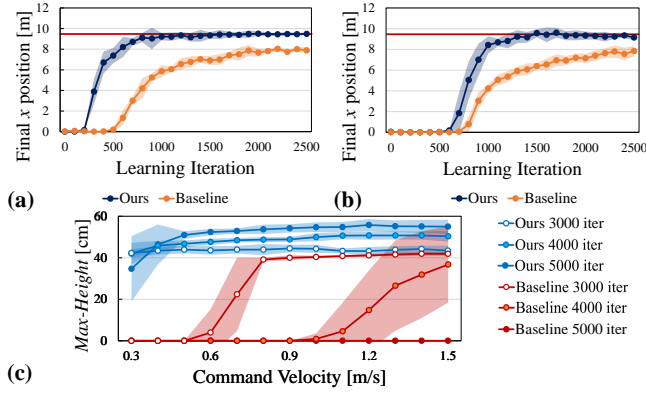 12
10
8
6
4
2
0
Final x position [m]
0 500 1000 1500 2000 2500
Learning Iteration
(a)
Ours Baseline
12
10
8
6
4
2
0
Final x position [m]
0 500 1000 1500 2000 2500
Learning Iteration
(b)
Ours Baseline
60
40
20
0
Max-Height [cm]
0.3 0.6 0.9 1.2 1.5
Command Velocity [m/s]
(c)
Ours 3000 iter
Ours 4000 iter
Ours 5000 iter
Baseline 3000 iter
Baseline 4000 iter
Baseline 5000 iter